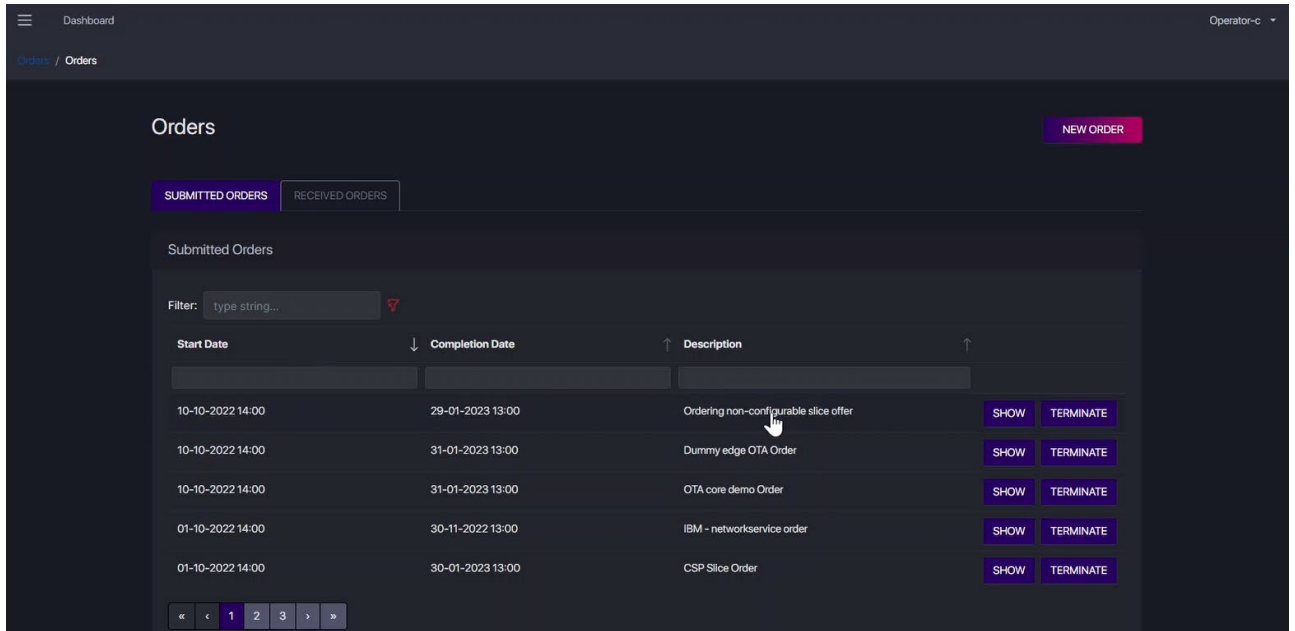 Dashboard Operator-c
Orders / Orders
Orders NEW ORDER
SUBMITTED ORDERS RECEIVED ORDERS
Submitted Orders
Filter: type string...
Start Date Completion Date Description
10-10-2022 14:00 29-01-2023 13:00 Ordering non-configurable slice offer SHOW TERMINATE
10-10-2022 14:00 31-01-2023 13:00 Dummy edge OTA Order SHOW TERMINATE
10-10-2022 14:00 31-01-2023 13:00 OTA core demo Order SHOW TERMINATE
01-10-2022 14:00 30-11-2022 13:00 IBM - networkservice order SHOW TERMINATE
01-10-2022 14:00 30-01-2023 13:00 CSP Slice Order SHOW TERMINATE
« ‹ 1 2 3 › »